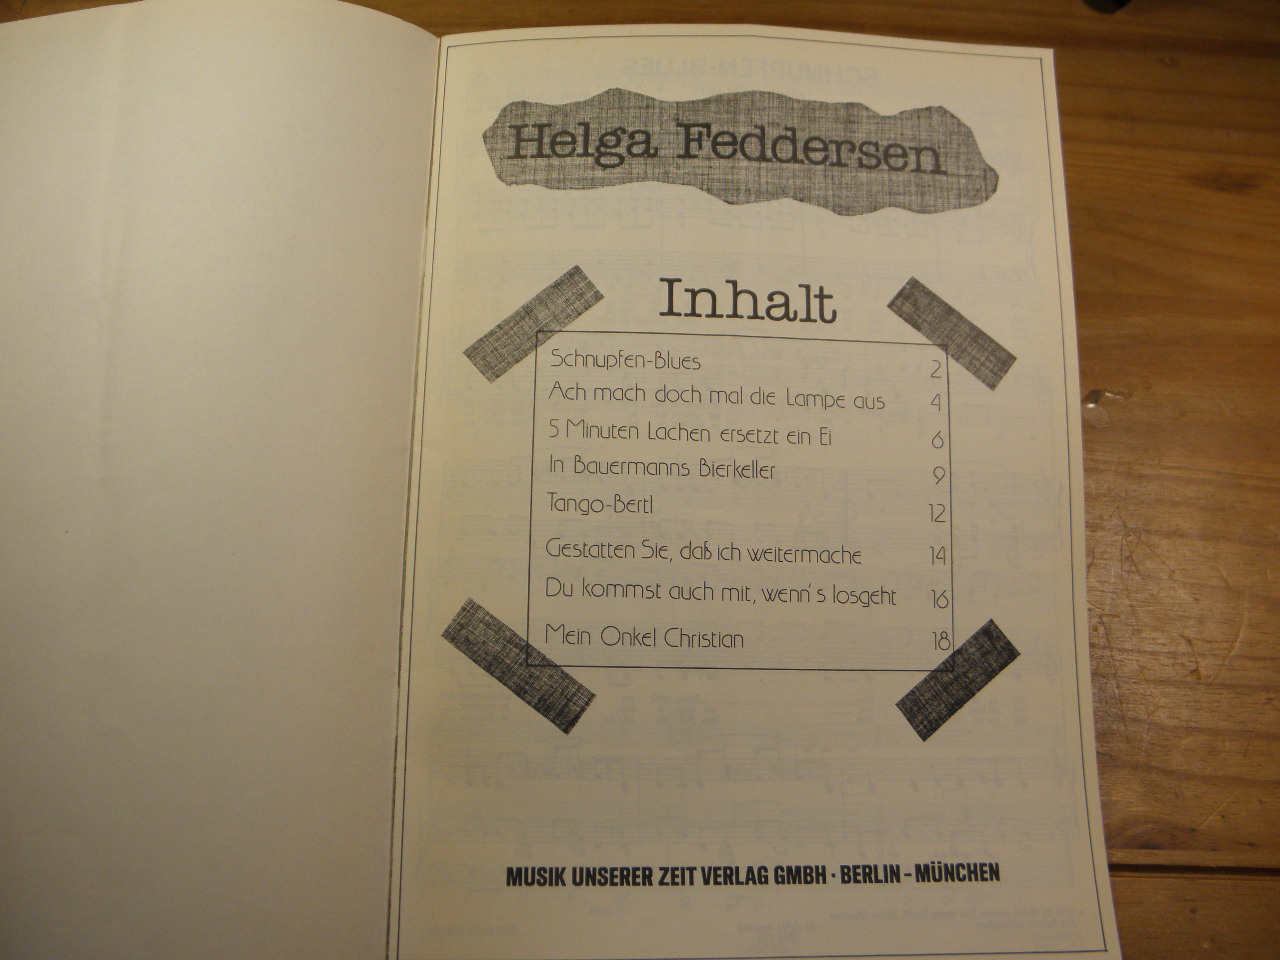 Helga Feddersen
Inhalt
Schnupfen-Blues 2
Ach mach doch mal die Lampe aus 4
5 Minuten Lachen ersetzt ein Ei 6
In Bauermanns Bierkeller 9
Tango-Bertl 12
Gestatten Sie, daß ich weitermache 14
Du kommst auch mit, wenn's losgeht 16
Mein Onkel Christian 18
MUSIK UNSERER ZEIT VERLAG GMBH · BERLIN - MÜNCHEN